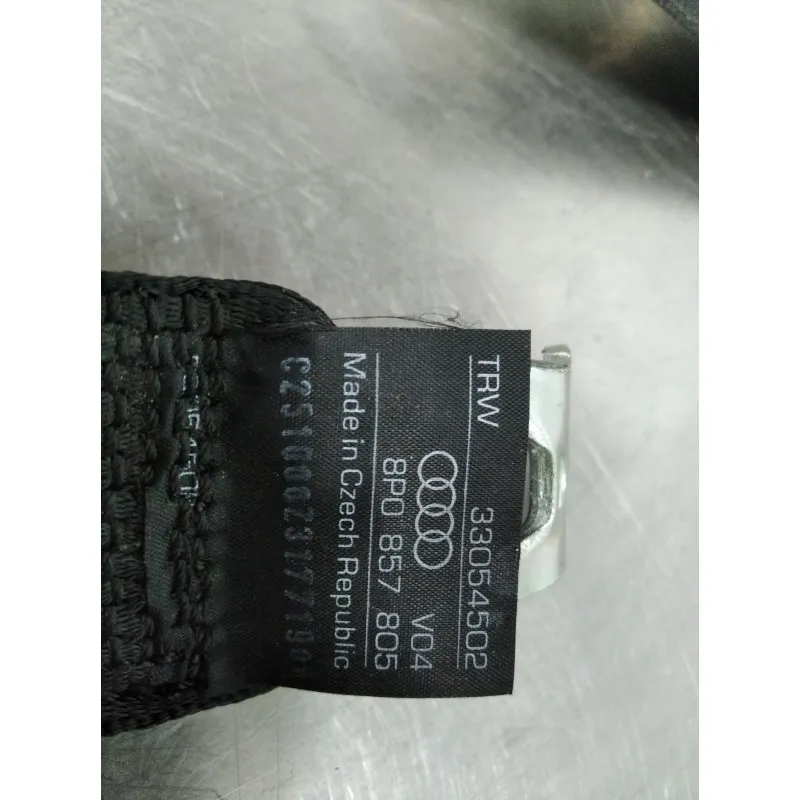 TRW 33054502
V04
8P0 857 805
Made in Czech Republic